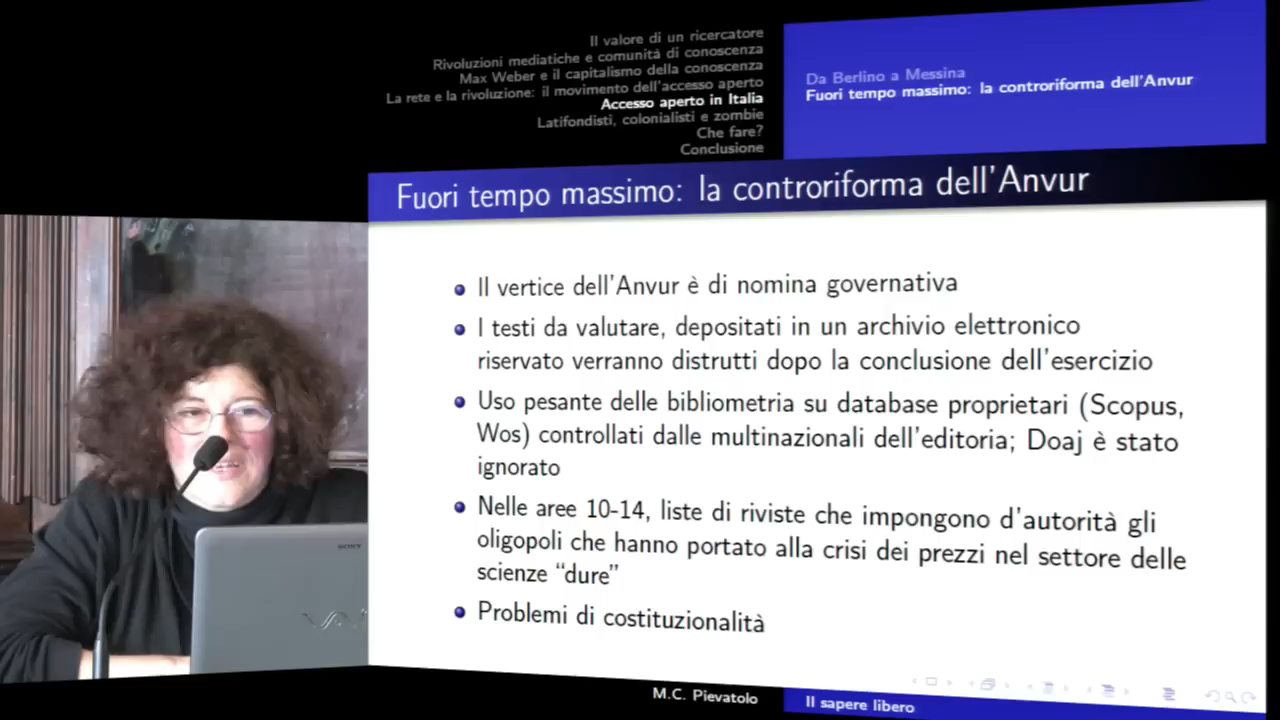 Il valore di un ricercatore
Rivoluzioni mediatiche e comunità di conoscenza
Max Weber e il capitalismo della conoscenza
La rete e la rivoluzione: il movimento dell'accesso aperto
Accesso aperto in Italia
Latifondisti, colonialisti e zombie
Che fare?
Conclusione
Da Berlino a Messina
Fuori tempo massimo: la controriforma dell'Anvur
Fuori tempo massimo: la controriforma dell'Anvur
Il vertice dell'Anvur è di nomina governativa
I testi da valutare, depositati in un archivio elettronico
riservato verranno distrutti dopo la conclusione dell'esercizio
Uso pesante delle bibliometria su database proprietari (Scopus,
Wos) controllati dalle multinazionali dell'editoria; Doaj è stato
ignorato
Nelle aree 10-14, liste di riviste che impongono d'autorità gli
oligopoli che hanno portato alla crisi dei prezzi nel settore delle
scienze “dure”
Problemi di costituzionalità
SONY
VAIO
M.C. Pievatolo
Il sapere libero